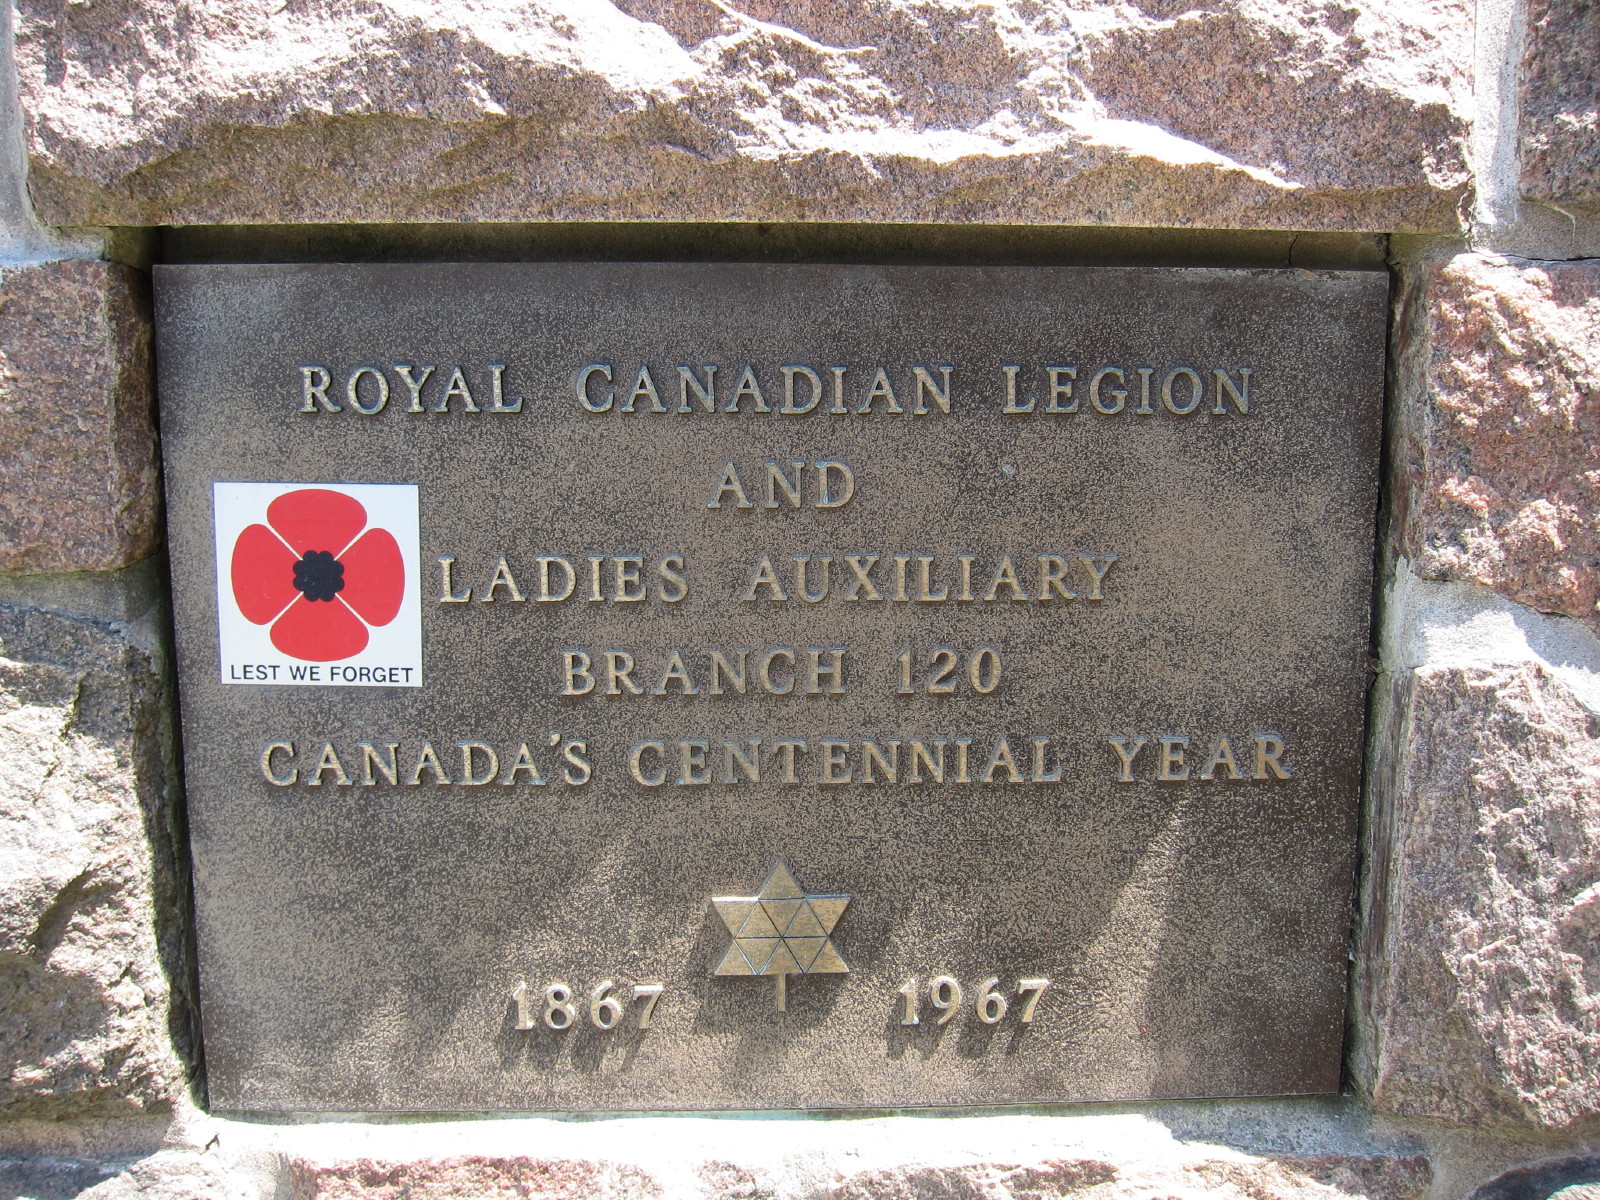 ROYAL CANADIAN LEGION
AND
LADIES AUXILIARY
BRANCH 120
CANADA'S CENTENNIAL YEAR
1867 1967
LEST WE FORGET